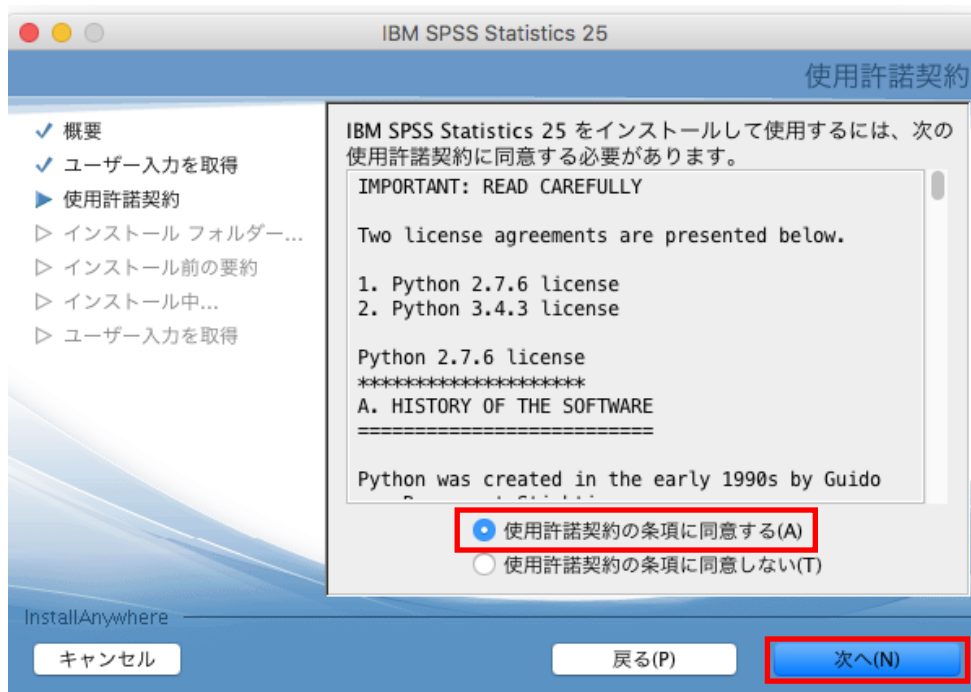 IBM SPSS Statistics 25
使用許諾契約
概要
ユーザー入力を取得
使用許諾契約
インストール フォルダー...
インストール前の要約
インストール中...
ユーザー入力を取得
IBM SPSS Statistics 25 をインストールして使用するには、次の
使用許諾契約に同意する必要があります。
IMPORTANT: READ CAREFULLY
Two license agreements are presented below.
1. Python 2.7.6 license
2. Python 3.4.3 license
Python 2.7.6 license
*********************
A. HISTORY OF THE SOFTWARE
==========================
Python was created in the early 1990s by Guido
使用許諾契約の条項に同意する(A)
使用許諾契約の条項に同意しない(T)
InstallAnywhere
キャンセル
戻る(P)
次へ(N)